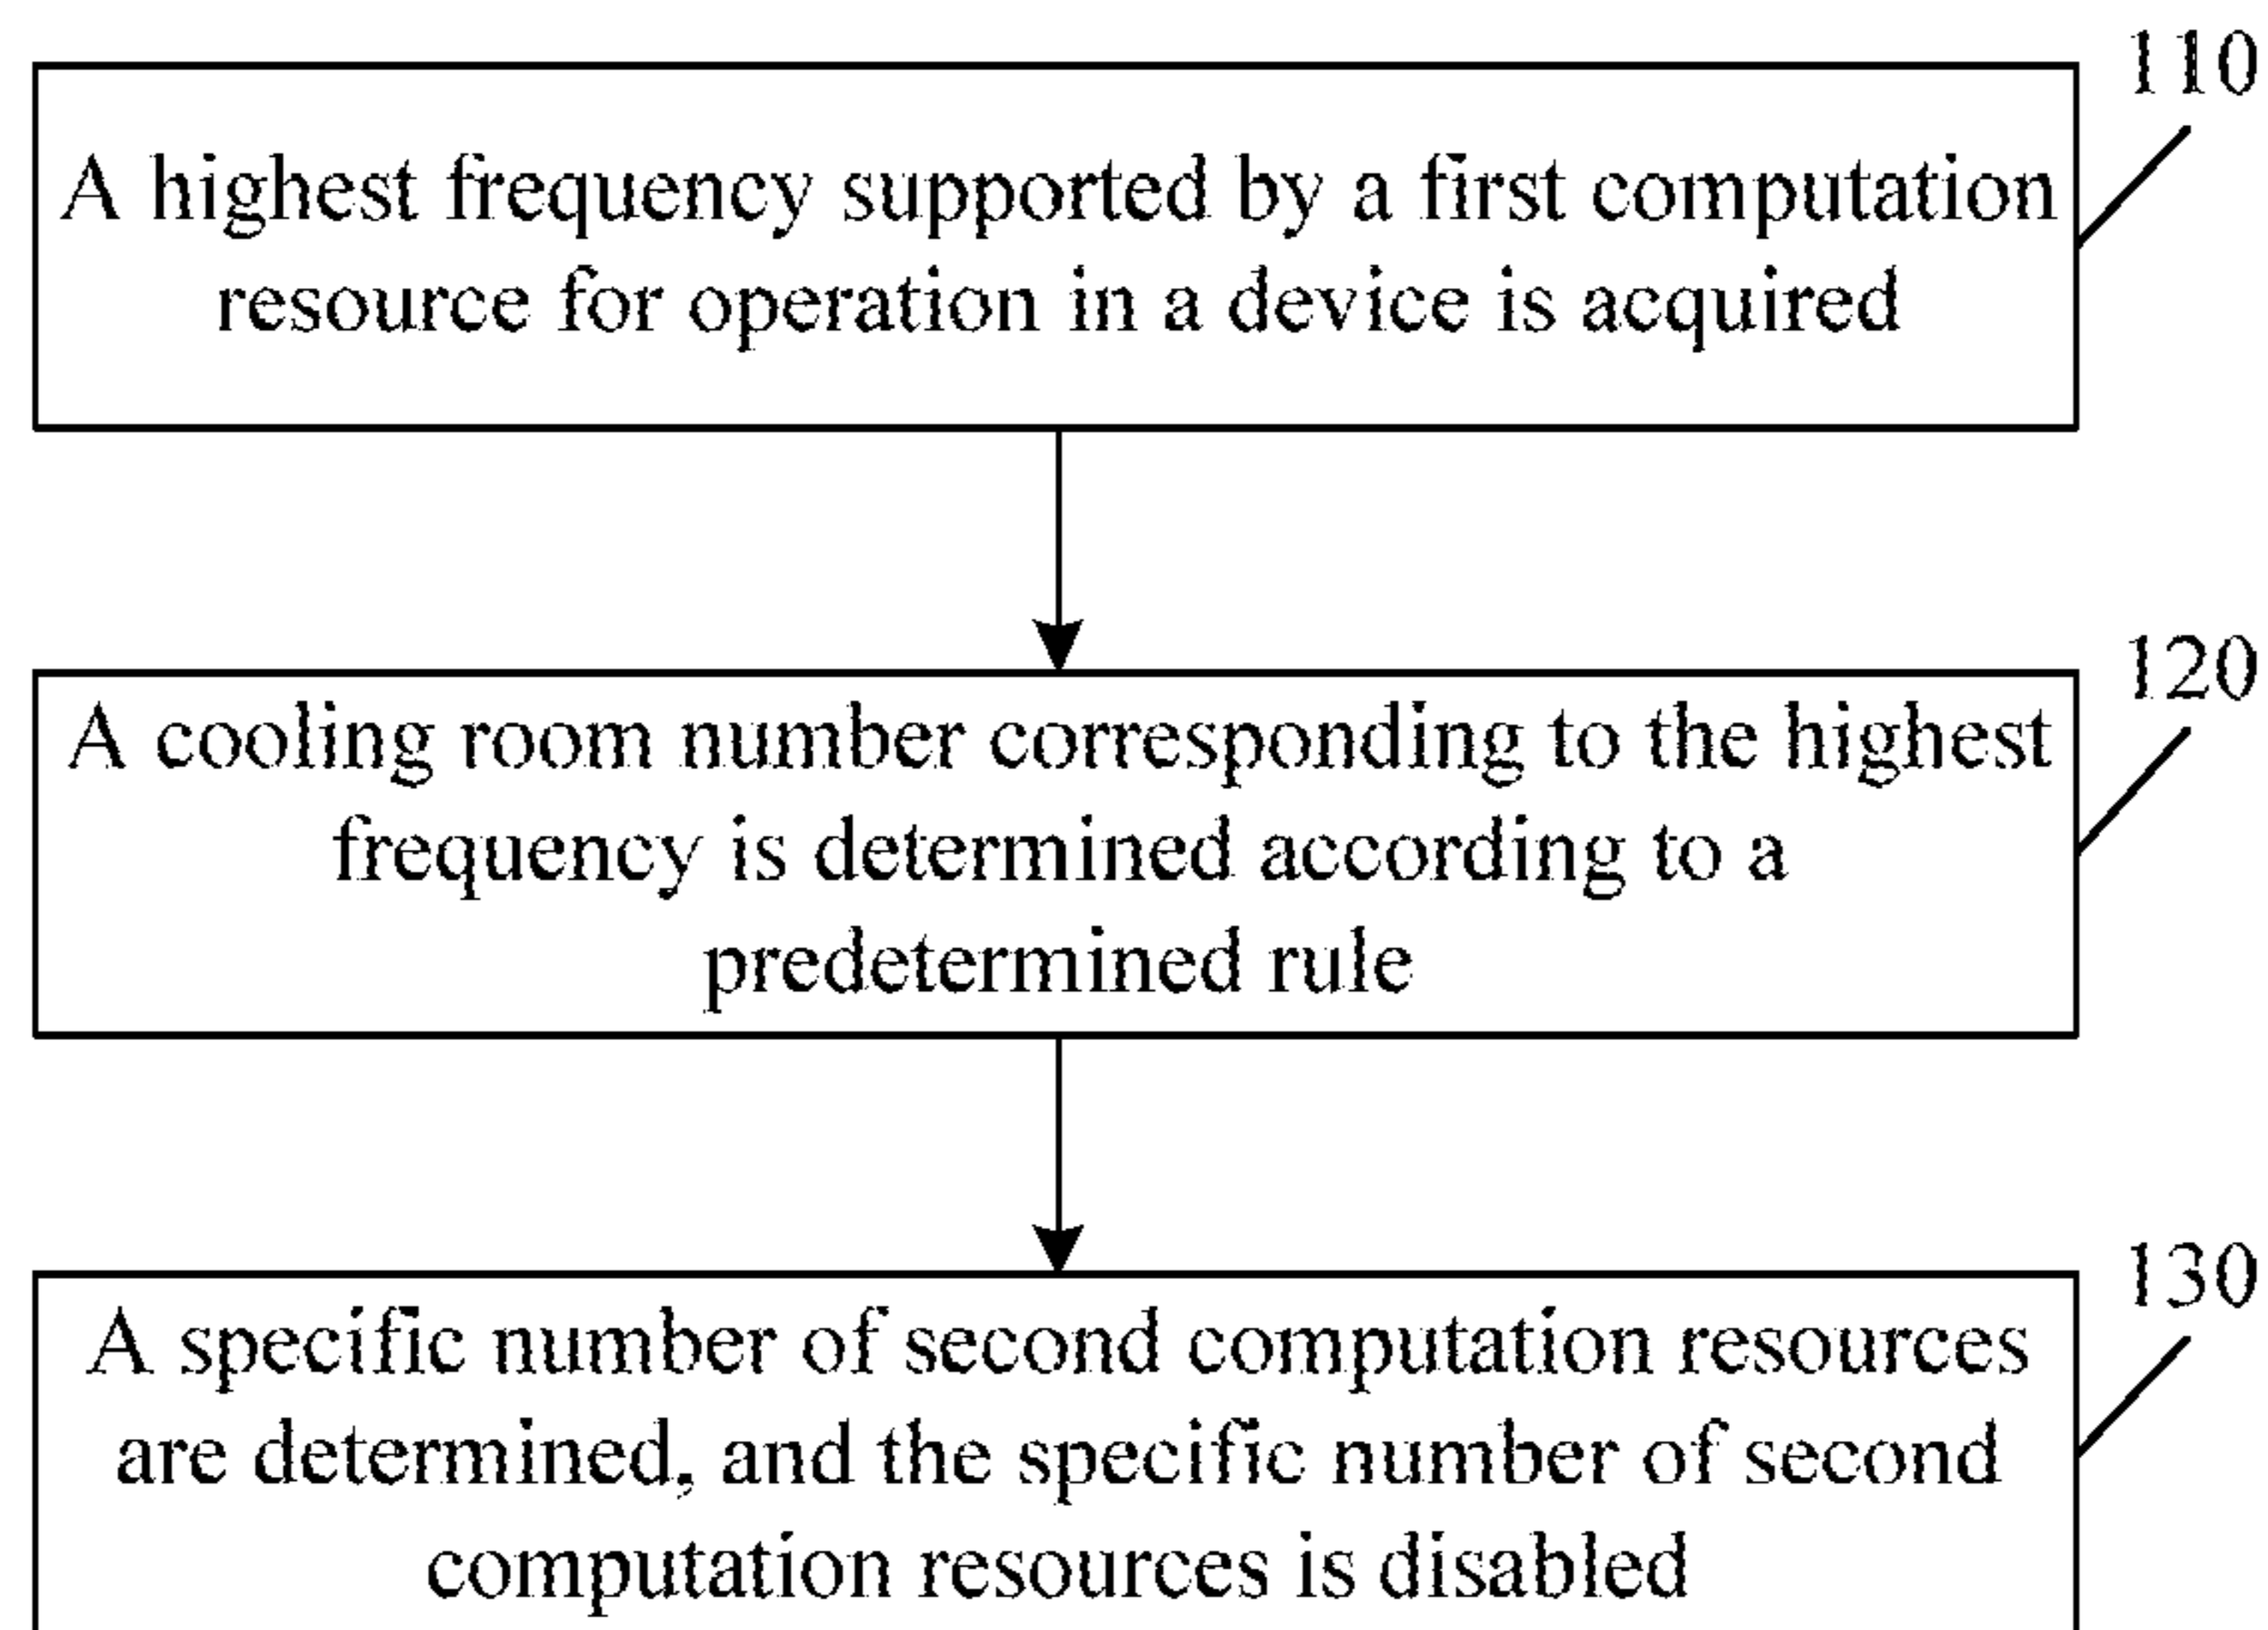 110
A highest frequency supported by a first computation
resource for operation in a device is acquired
120
A cooling room number corresponding to the highest
frequency is determined according to a
predetermined rule
130
A specific number of second computation resources
are determined, and the specific number of second
computation resources is disabled